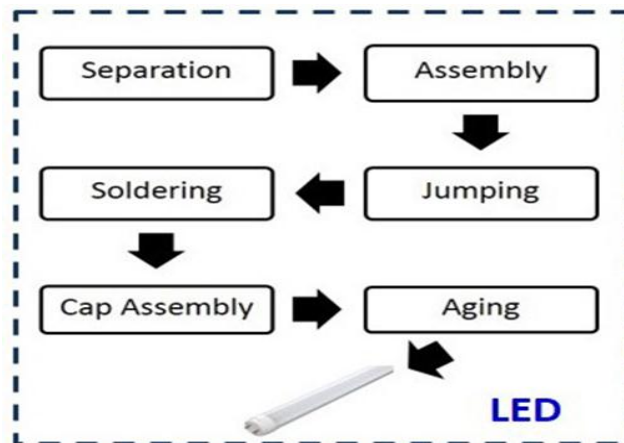 Separation
Assembly
Soldering
Jumping
Cap Assembly
Aging
LED